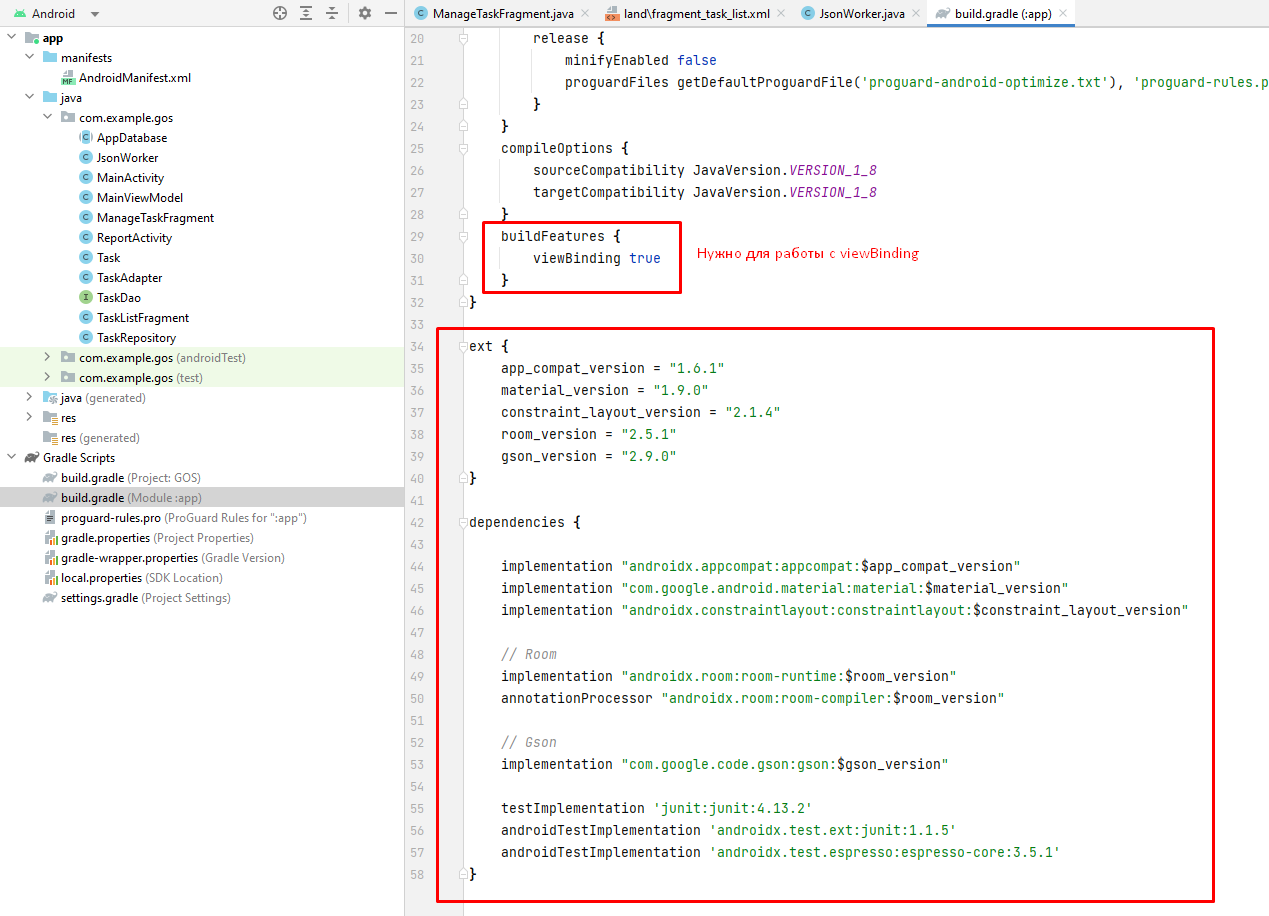 Android
app
manifests
AndroidManifest.xml
java
com.example.gos
AppDatabase
JsonWorker
MainActivity
MainViewModel
ManageTaskFragment
ReportActivity
Task
TaskAdapter
TaskDao
TaskListFragment
TaskRepository
com.example.gos (androidTest)
com.example.gos (test)
java (generated)
res
res (generated)
Gradle Scripts
build.gradle (Project: GOS)
build.gradle (Module :app)
proguard-rules.pro (ProGuard Rules for ":app")
gradle.properties (Project Properties)
gradle-wrapper.properties (Gradle Version)
local.properties (SDK Location)
settings.gradle (Project Settings)
ManageTaskFragment.java land\fragment_task_list.xml JsonWorker.java build.gradle (:app)
20 release {
21 minifyEnabled false
22 proguardFiles getDefaultProguardFile('proguard-android-optimize.txt'), 'proguard-rules.p
23 }
24 }
25 compileOptions {
26 sourceCompatibility JavaVersion.VERSION_1_8
27 targetCompatibility JavaVersion.VERSION_1_8
28 }
29 buildFeatures {
30 viewBinding true
Нужно для работы с viewBinding
31 }
32 }
33
34 ext {
35 app_compat_version = "1.6.1"
36 material_version = "1.9.0"
37 constraint_layout_version = "2.1.4"
38 room_version = "2.5.1"
39 gson_version = "2.9.0"
40 }
41
42 dependencies {
43
44 implementation "androidx.appcompat:appcompat:$app_compat_version"
45 implementation "com.google.android.material:material:$material_version"
46 implementation "androidx.constraintlayout:constraintlayout:$constraint_layout_version"
47
48 // Room
49 implementation "androidx.room:room-runtime:$room_version"
50 annotationProcessor "androidx.room:room-compiler:$room_version"
51
52 // Gson
53 implementation "com.google.code.gson:gson:$gson_version"
54
55 testImplementation 'junit:junit:4.13.2'
56 androidTestImplementation 'androidx.test.ext:junit:1.1.5'
57 androidTestImplementation 'androidx.test.espresso:espresso-core:3.5.1'
58 }